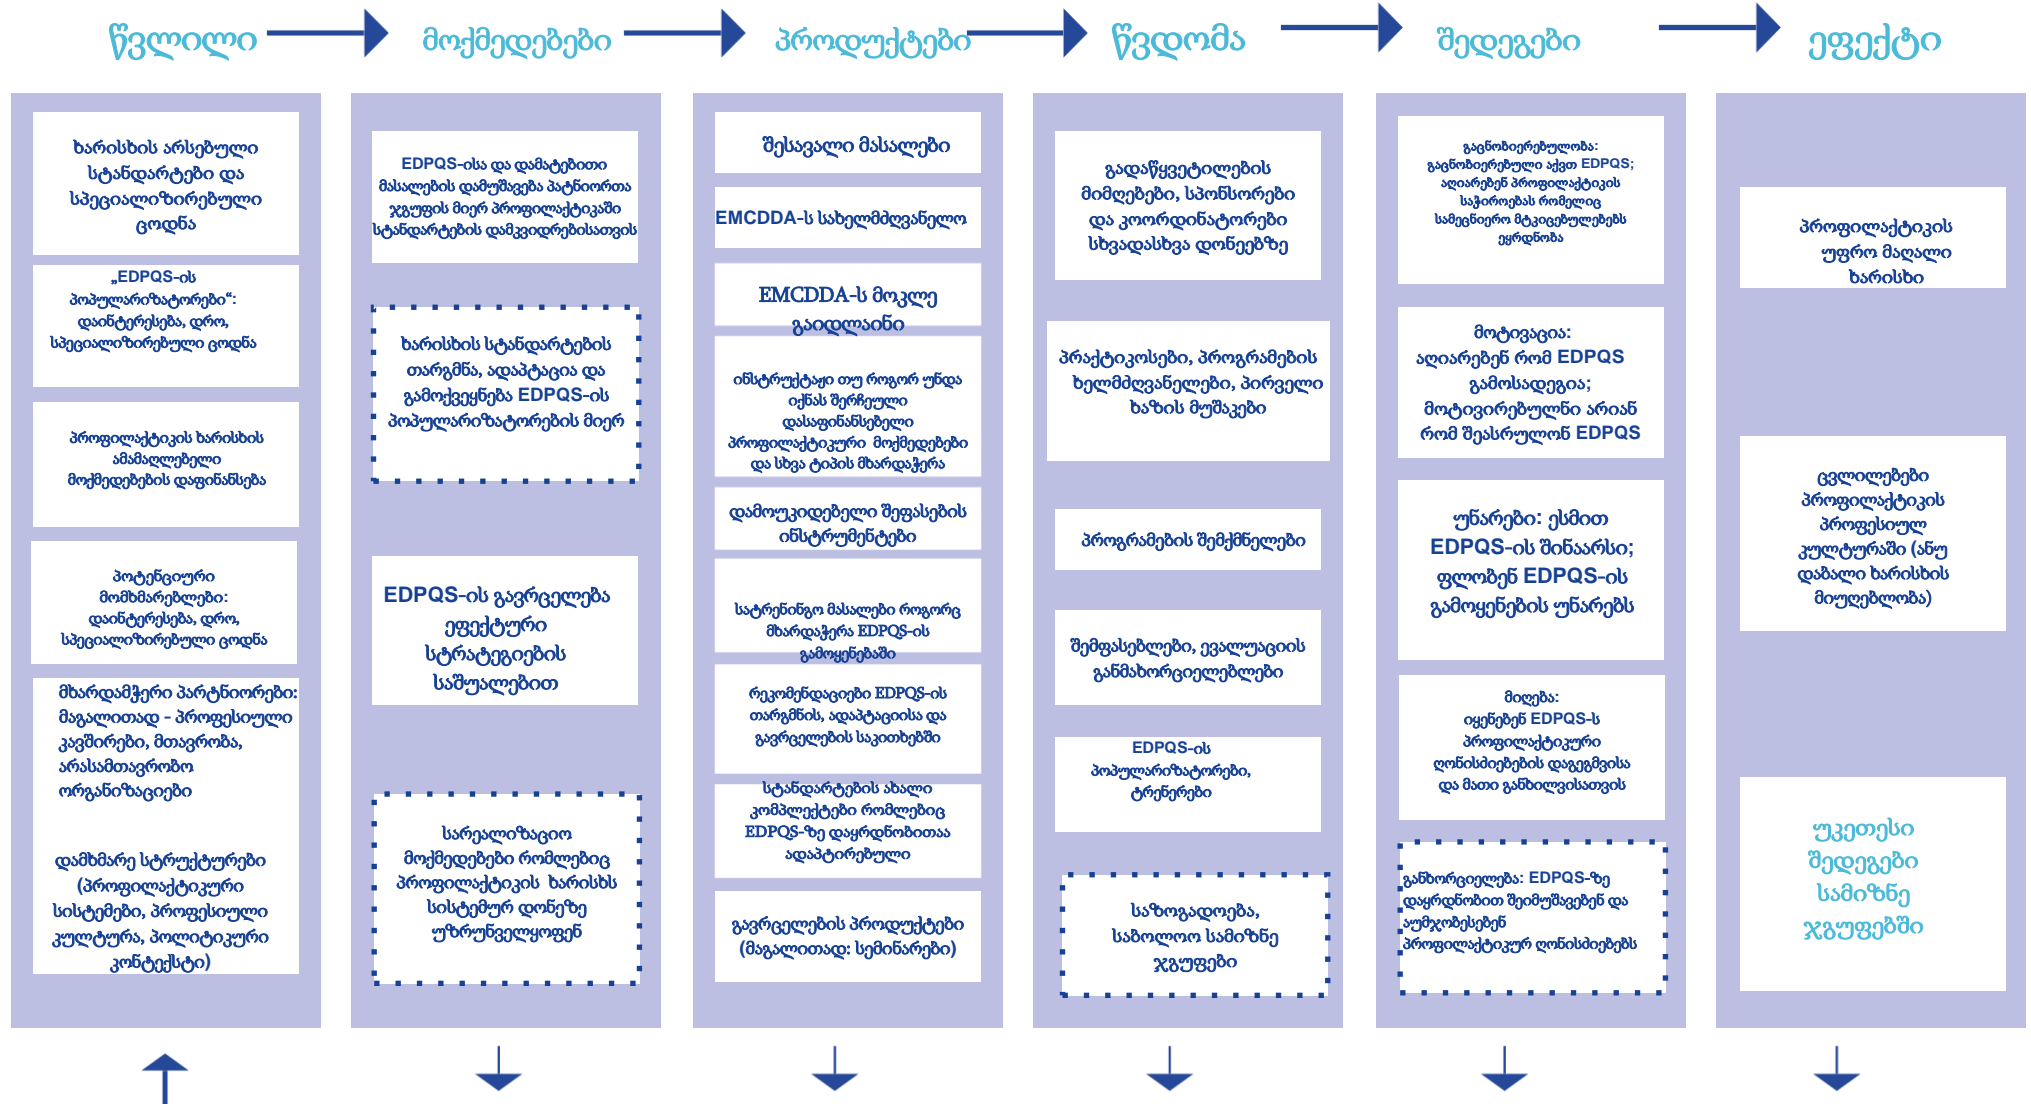 წვლილი
მოქმედებები
პროდუქტები
წვდომა
შედეგები
ეფექტი
ხარისხის არსებული
სტანდარტები და
სპეციალიზირებული
ცოდნა
„EDPQS-ის
პოპულარიზატორები“:
დაინტერესება, დრო,
სპეციალიზირებული ცოდნა
პროფილაქტიკის ხარისხის
ამამაღლებელი
მოქმედებების დაფინანსება
პოტენციური
მომხმარებლები:
დაინტერესება, დრო,
სპეციალიზირებული ცოდნა
მხარდამჭერი პარტნიორები:
მაგალითად - პროფესიული
კავშირები, მთავრობა,
არასამთავრობო
ორგანიზაციები
დამხმარე სტრუქტურები
(პროფილაქტიკური
სისტემები, პროფესიული
კულტურა, პოლიტიკური
კონტექსტი)
EDPQS-ისა და დამატებითი
მასალების დამუშავება პატნიორთა
ჯგუფის მიერ პროფილაქტიკაში
სტანდარტების დამკვიდრებისათვის
ხარისხის სტანდარტების
თარგმნა, ადაპტაცია და
გამოქვეყნება EDPQS-ის
პოპულარიზატორების მიერ
EDPQS-ის გავრცელება
ეფექტური
სტრატეგიების
საშუალებით
სარეალიზაციო
მოქმედებები რომლებიც
პროფილაქტიკის ხარისხს
სისტემურ დონეზე
უზრუნველყოფენ
შესავალი მასალები
EMCDDA-ს სახელმძღვანელო
EMCDDA-ს მოკლე
გაიდლაინი
ინსტრუქტაჟი თუ როგორ უნდა
იქნას შერჩეული
დასაფინანსებელი
პროფილაქტიკური მოქმედებები
და სხვა ტიპის მხარდაჭერა
დამოუკიდებელი შეფასების
ინსტრუმენტები
სატრენინგო მასალები როგორც
მხარდაჭერა EDPQS-ის
გამოყენებაში
რეკომენდაციები EDPQS-ის
თარგმნის, ადაპტაციისა და
გავრცელების საკითხებში
სტანდარტების ახალი
კომპლექტები რომლებიც
EDPQS-ზე დაყრდნობითაა
ადაპტირებული
გავრცელების პროდუქტები
(მაგალითად: სემინარები)
გადაწყვეტილების
მიმღებები, სპონსორები
და კოორდინატორები
სხვადასხვა დონეებზე
პრაქტიკოსები, პროგრამების
ხელმძღვანელები, პირველი
ხაზის მუშაკები
პროგრამების შემქმნელები
შემფასებლები, ევალუაციის
განმახორციელებლები
EDPQS-ის
პოპულარიზატორები,
ტრენერები
საზოგადოება,
საბოლოო სამიზნე
ჯგუფები
გაცნობიერებულობა:
გაცნობიერებული აქვთ EDPQS;
აღიარებენ პროფილაქტიკის
საჭიროებას რომელიც
სამეცნიერო მტკიცებულებებს
ეყრდნობა
მოტივაცია:
აღიარებენ რომ EDPQS
გამოსადეგია;
მოტივირებულნი არიან
რომ შეასრულონ EDPQS
უნარები: ესმით
EDPQS-ის შინაარსი;
ფლობენ EDPQS-ის
გამოყენების უნარებს
მიღება:
იყენებენ EDPQS-ს
პროფილაქტიკური
ღონისძიებების დაგეგმვისა
და მათი განხილვისათვის
განხორციელება: EDPQS-ზე
დაყრდნობით შეიმუშავებენ და
აუმჯობესებენ
პროფილაქტიკურ ღონისძიებებს
პროფილაქტიკის
უფრო მაღალი
ხარისხი
ცვლილებები
პროფილაქტიკის
პროფესიულ
კულტურაში (ანუ
დაბალი ხარისხის
მიუღებლობა)
უკეთესი
შედეგები
სამიზნე
ჯგუფებში